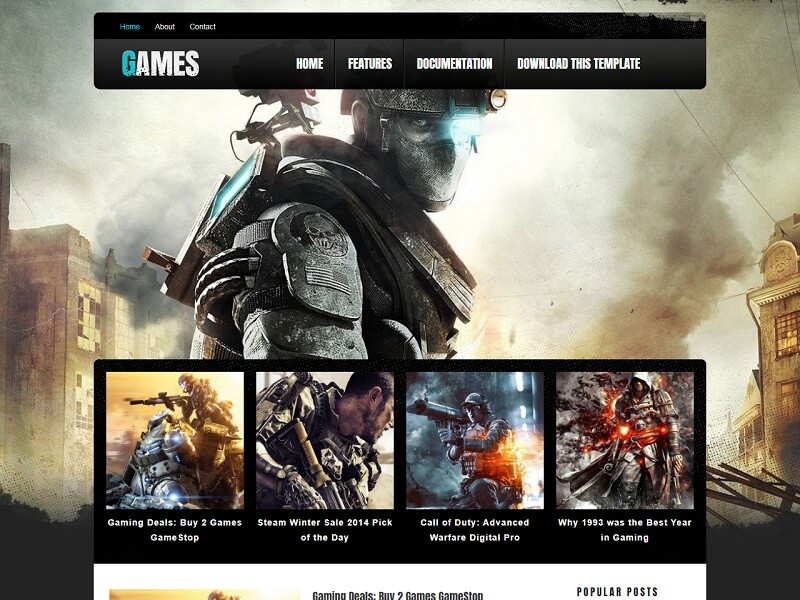 Home About Contact
GAMES
HOME FEATURES DOCUMENTATION DOWNLOAD THIS TEMPLATE
Gaming Deals: Buy 2 Games
GameStop
Steam Winter Sale 2014 Pick
of the Day
Call of Duty: Advanced
Warfare Digital Pro
Why 1993 was the Best Year
in Gaming
Gaming Deals: Buy 2 Games GameStop
POPULAR POSTS